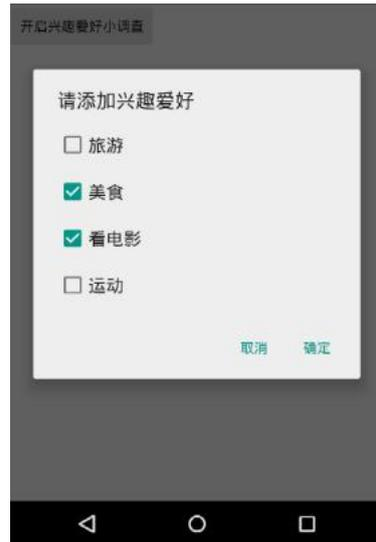 开启兴趣爱好小调查
请添加兴趣爱好
旅游
美食
看电影
运动
取消 确定